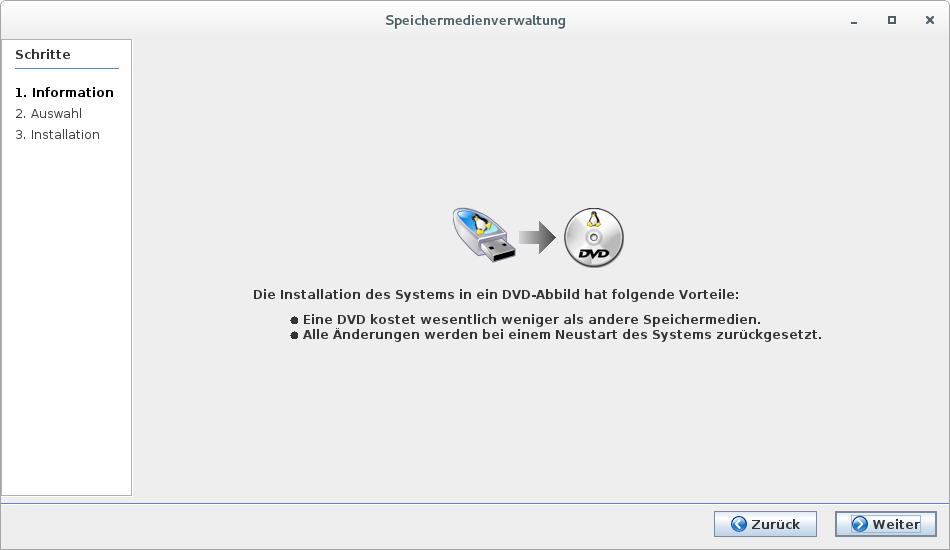 Speichermedienverwaltung
Schritte
1. Information
2. Auswahl
3. Installation
DVD
Die Installation des Systems in ein DVD-Abbild hat folgende Vorteile:
● Eine DVD kostet wesentlich weniger als andere Speichermedien.
● Alle Änderungen werden bei einem Neustart des Systems zurückgesetzt.
Zurück
Weiter